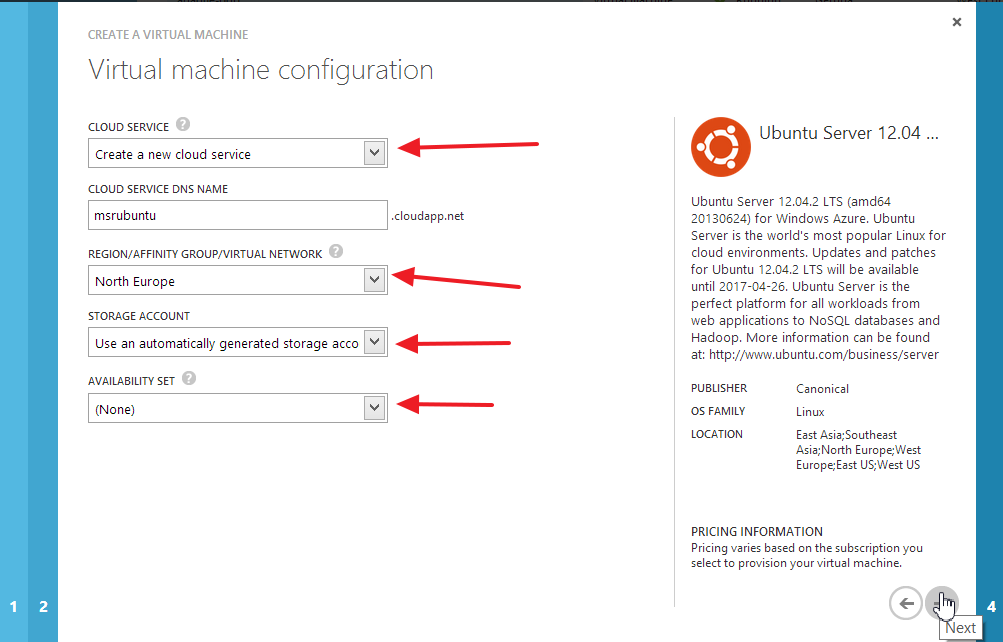 CREATE A VIRTUAL MACHINE
Virtual machine configuration
CLOUD SERVICE ?
Create a new cloud service
CLOUD SERVICE DNS NAME
msrubuntu .cloudapp.net
REGION/AFFINITY GROUP/VIRTUAL NETWORK ?
North Europe
STORAGE ACCOUNT
Use an automatically generated storage acco
AVAILABILITY SET ?
(None)
Ubuntu Server 12.04 ...
Ubuntu Server 12.04.2 LTS (amd64
20130624) for Windows Azure. Ubuntu
Server is the world's most popular Linux for
cloud environments. Updates and patches
for Ubuntu 12.04.2 LTS will be available
until 2017-04-26. Ubuntu Server is the
perfect platform for all workloads from
web applications to NoSQL databases and
Hadoop. More information can be found
at: http://www.ubuntu.com/business/server
PUBLISHER Canonical
OS FAMILY Linux
LOCATION East Asia;Southeast
Asia;North Europe;West
Europe;East US;West US
PRICING INFORMATION
Pricing varies based on the subscription you
select to provision your virtual machine.
1 2 4
Next